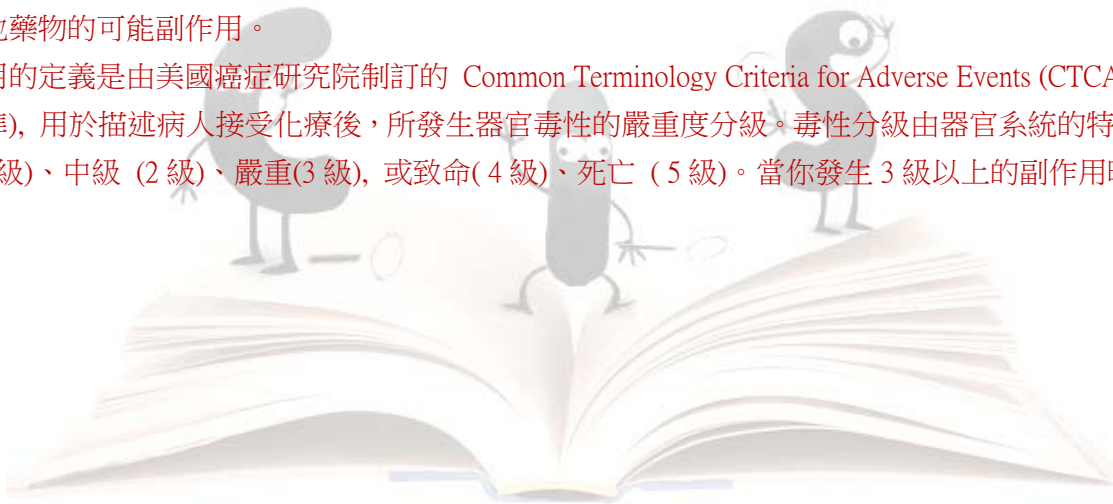 藥物的可能副作用。
的定義是由美國癌症研究院制訂的 Common Terminology Criteria for Adverse Events (CTCA
), 用於描述病人接受化療後，所發生器官毒性的嚴重度分級。毒性分級由器官系統的特
級)、中級 (2 級)、嚴重(3 級), 或致命( 4 級)、死亡 ( 5 級)。當你發生 3 級以上的副作用